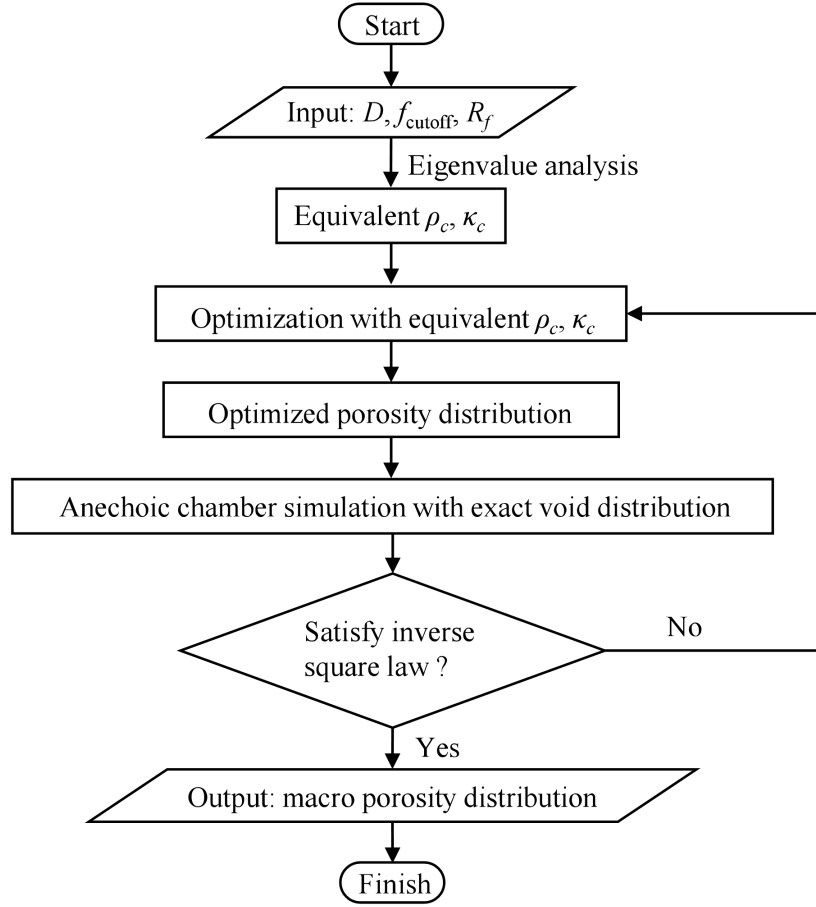 Start
Input: D, f_cutoff, R_f
Eigenvalue analysis
Equivalent ρ_c, κ_c
Optimization with equivalent ρ_c, κ_c
Optimized porosity distribution
Anechoic chamber simulation with exact void distribution
Satisfy inverse
square law ?
No
Yes
Output: macro porosity distribution
Finish